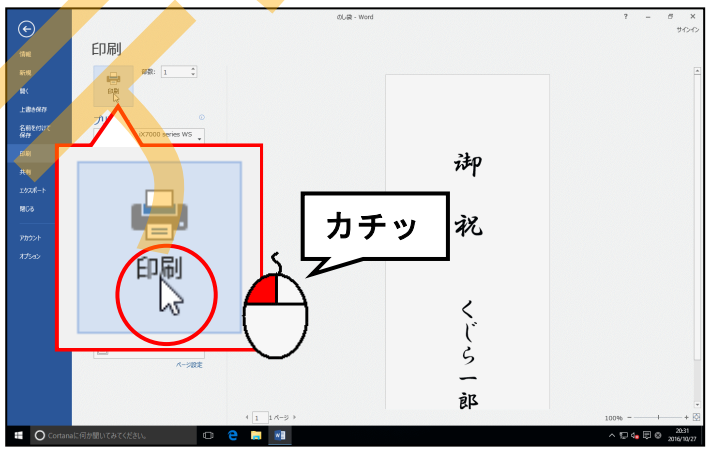 のし袋 - Word
サインイン
情報
新規
開く
上書き保存
名前を付けて
保存
印刷
共有
エクスポート
閉じる
アカウント
オプション
印刷
部数: 1
印刷
プリ
iX7000 series WS
印刷
カチッ
ページ設定
御祝
くじら一郎
1 1 ページ
100%
Cortanaに何か聞いてみてください。
20:31
2016/10/27